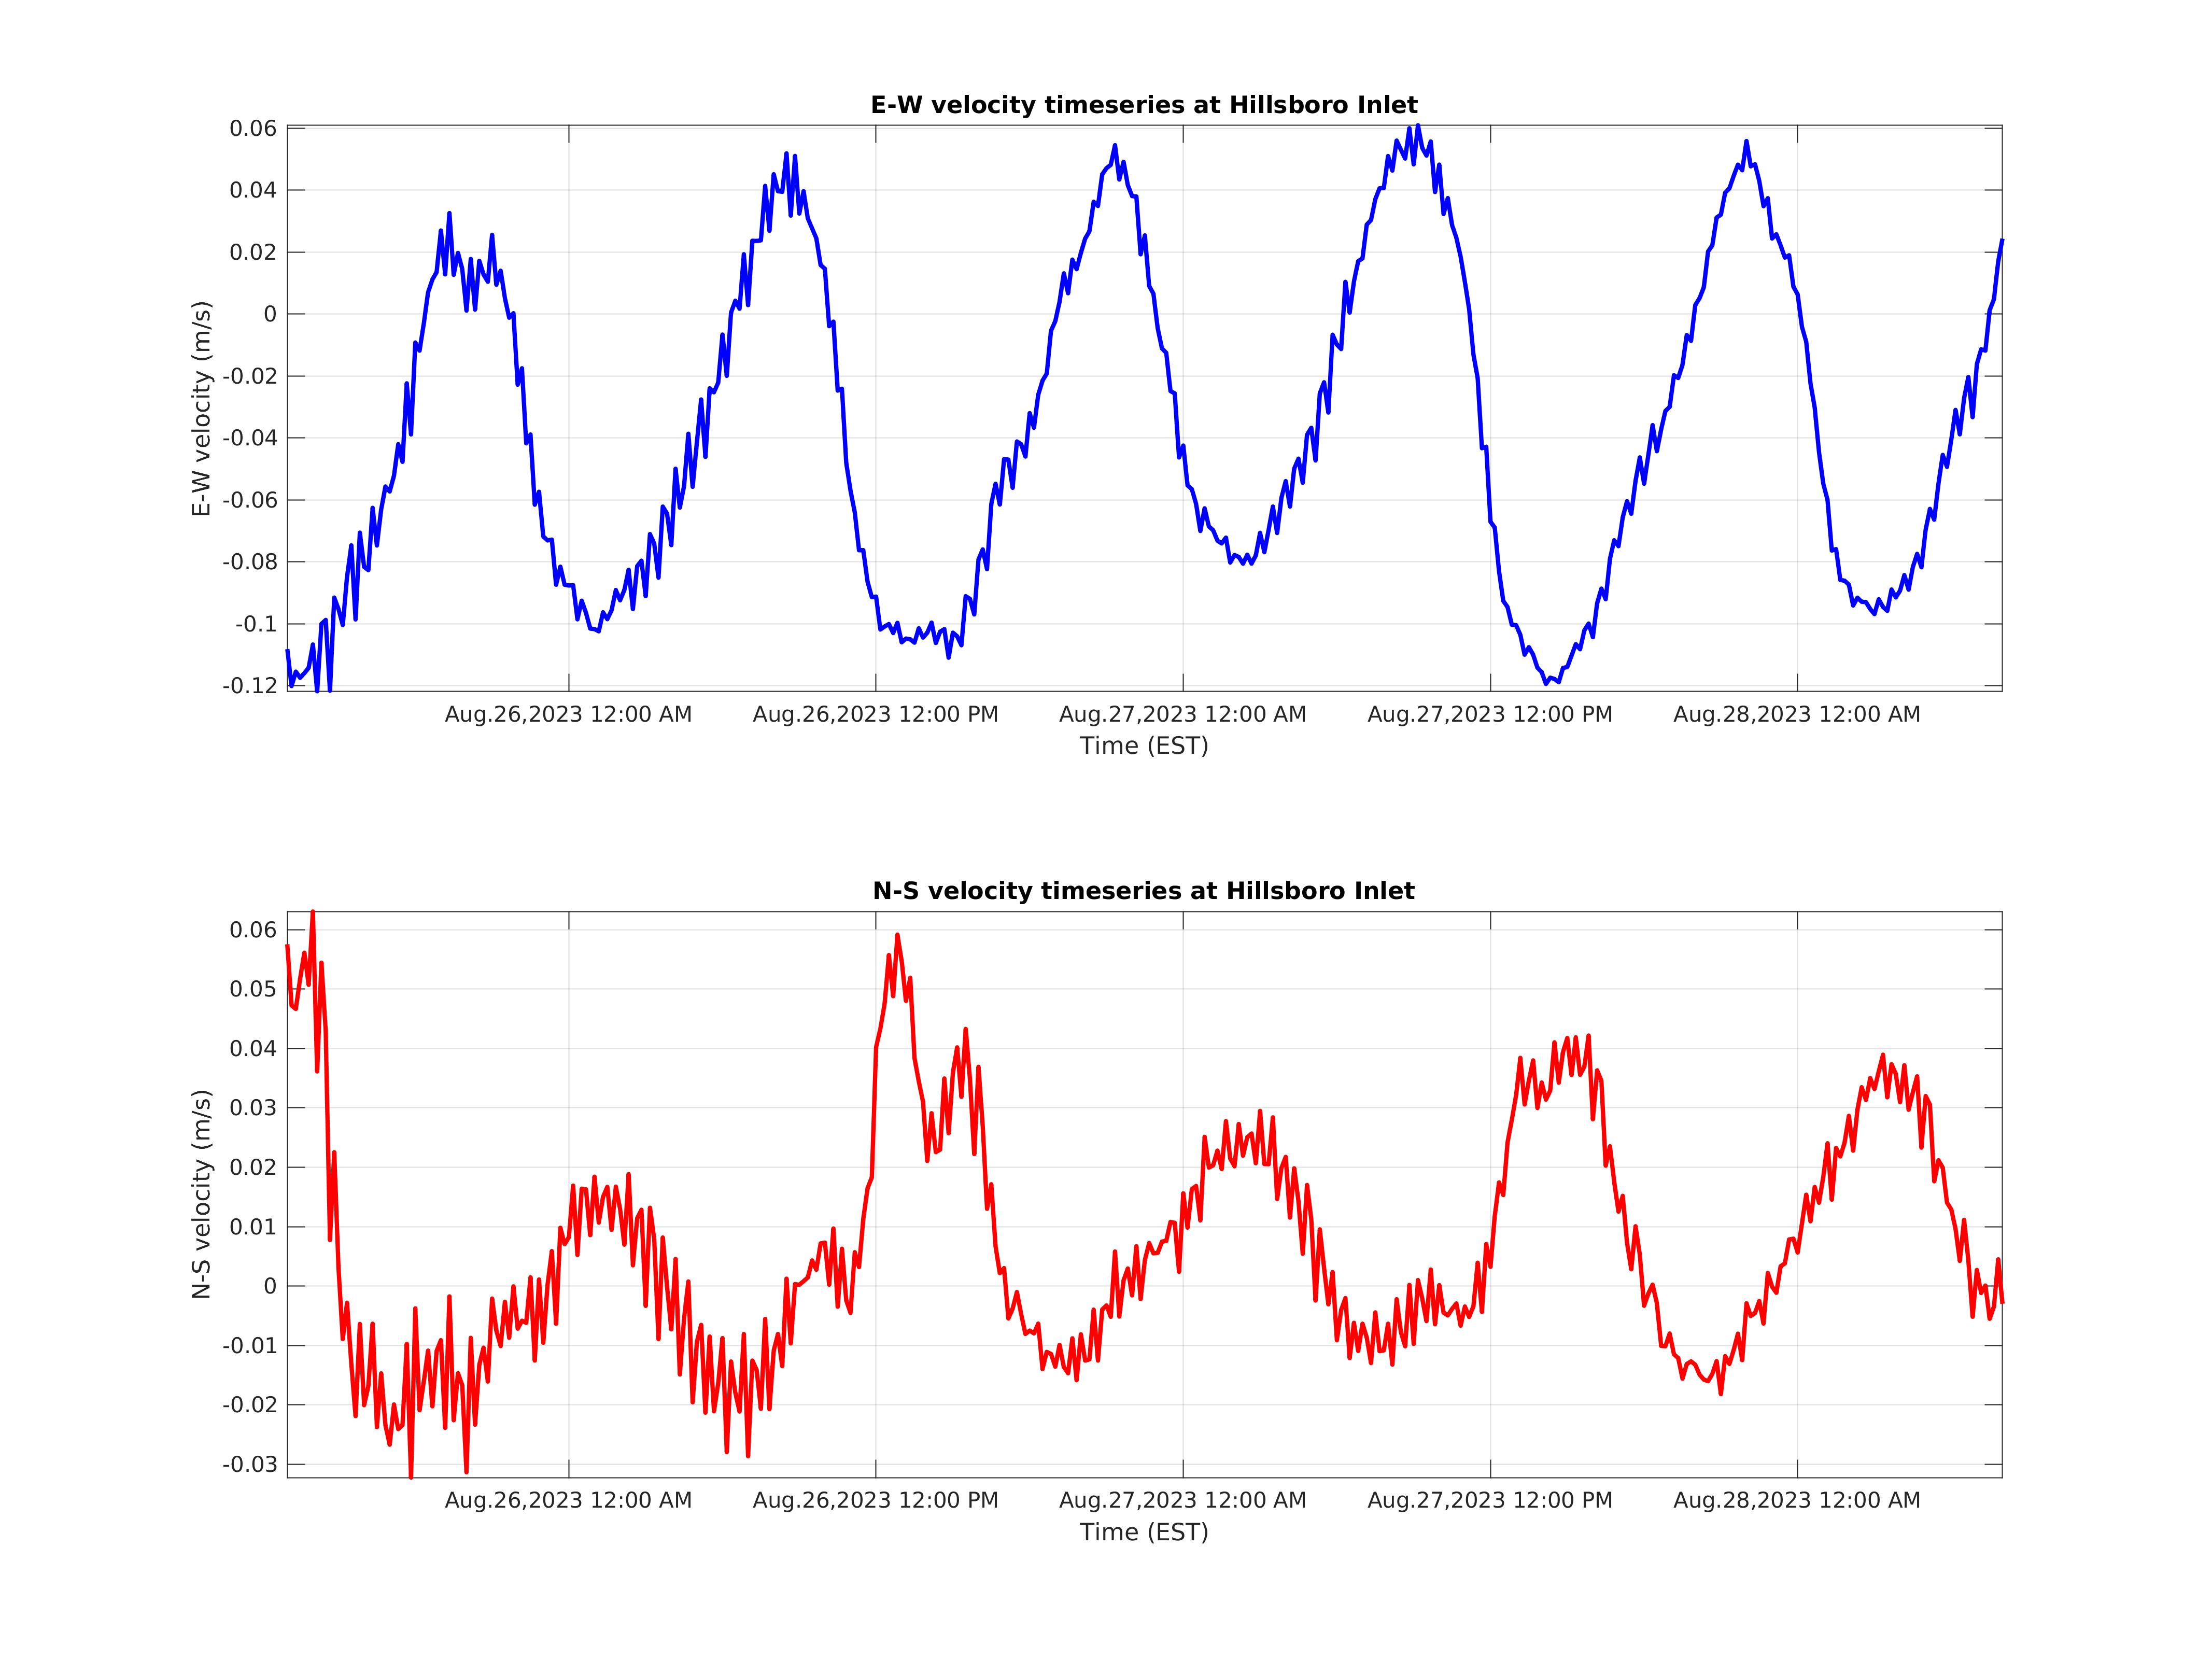 E-W velocity timeseries at Hillsboro Inlet
0.06
0.04
0.02
0
-0.02
-0.04
-0.06
-0.08
-0.1
-0.12
E-W velocity (m/s)
Aug.26,2023 12:00 AM Aug.26,2023 12:00 PM Aug.27,2023 12:00 AM Aug.27,2023 12:00 PM Aug.28,2023 12:00 AM
Time (EST)
N-S velocity timeseries at Hillsboro Inlet
0.06
0.05
0.04
0.03
0.02
0.01
0
-0.01
-0.02
-0.03
N-S velocity (m/s)
Aug.26,2023 12:00 AM Aug.26,2023 12:00 PM Aug.27,2023 12:00 AM Aug.27,2023 12:00 PM Aug.28,2023 12:00 AM
Time (EST)